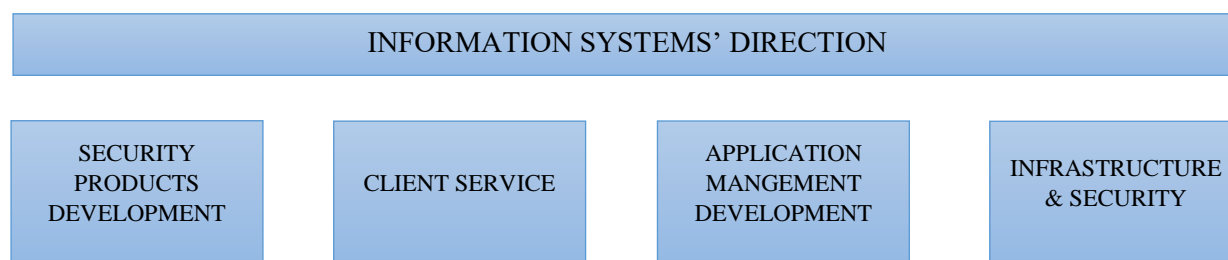 INFORMATION SYSTEMS’ DIRECTION
SECURITY
PRODUCTS
DEVELOPMENT
CLIENT SERVICE
APPLICATION
MANGEMENT
DEVELOPMENT
INFRASTRUCTURE
& SECURITY